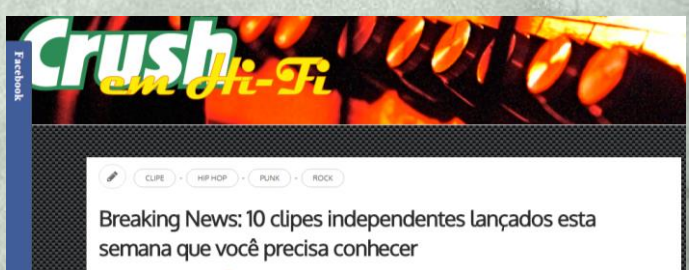 Crush
em Hi-Fi
Facebook
CLIPE - HIP HOP - PUNK - ROCK
Breaking News: 10 clipes independentes lançados esta
semana que você precisa conhecer